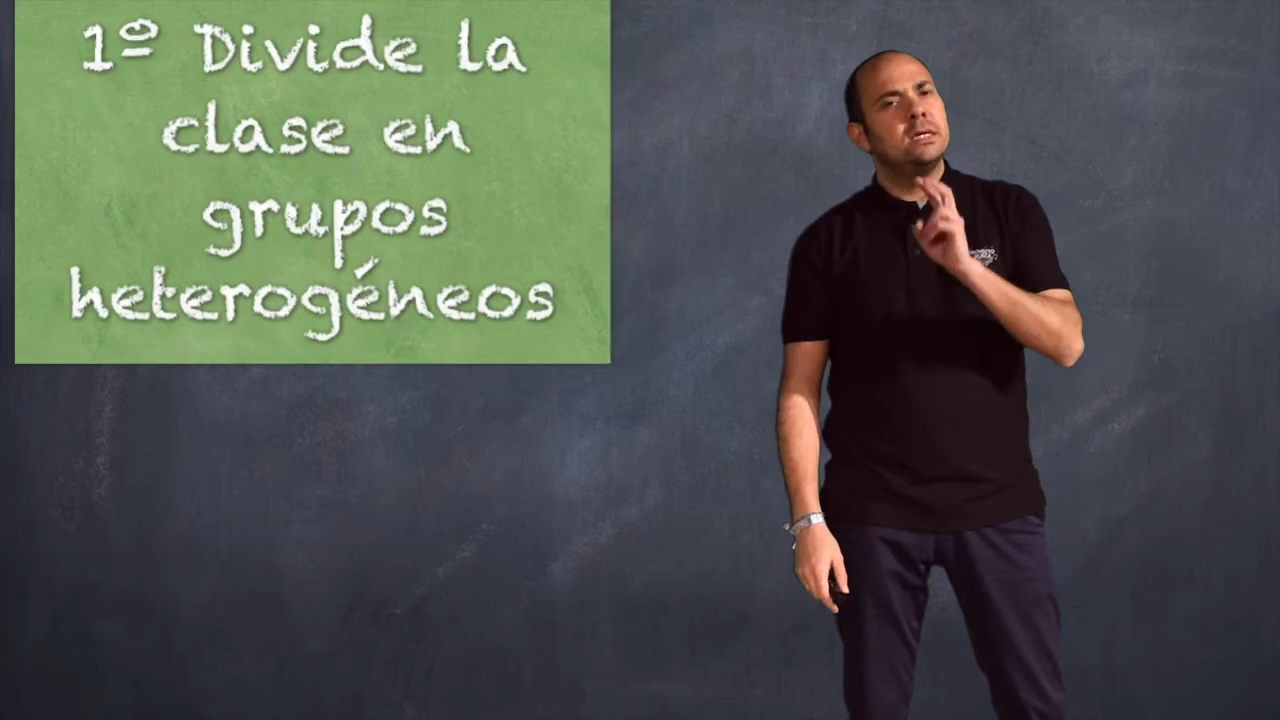 1º Divide la
clase en
grupos
heterogéneos